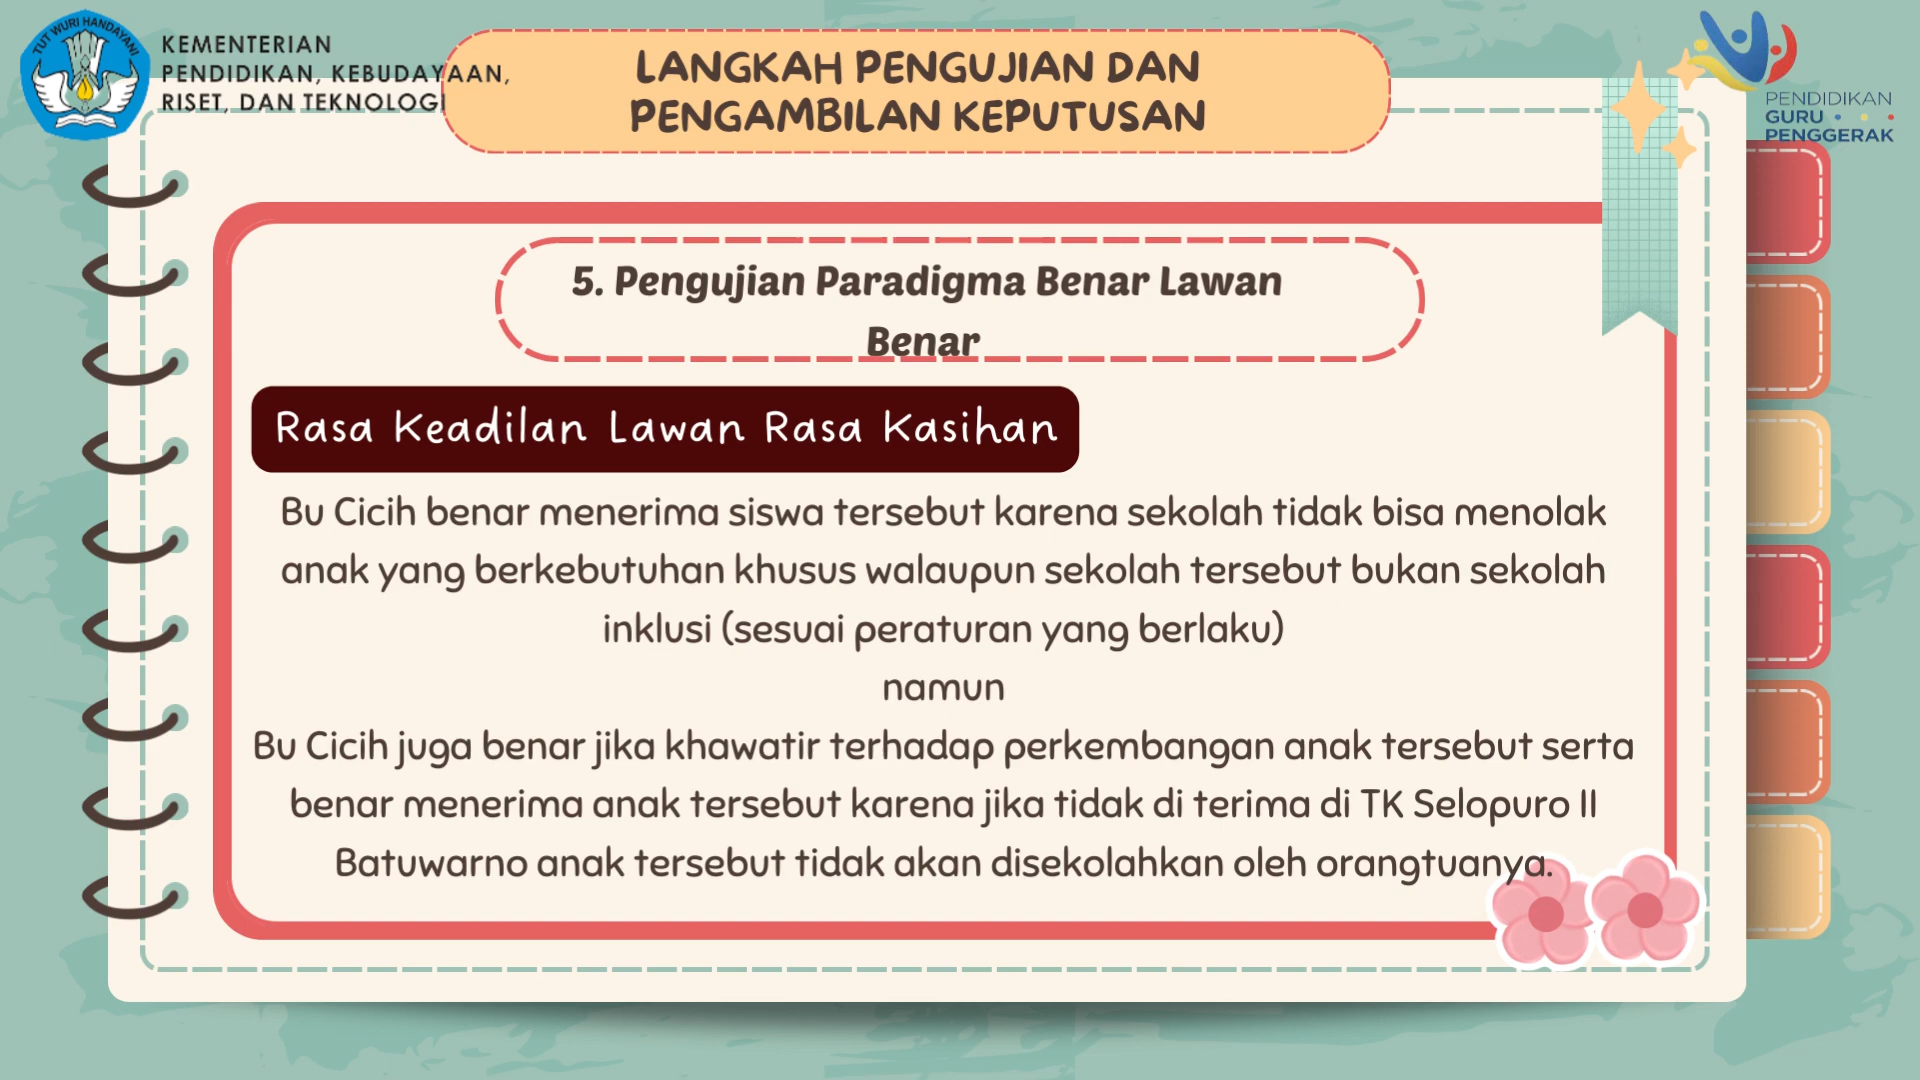 TUT WURI HANDAYANI
KEMENTERIAN
PENDIDIKAN, KEBUDAYAAN,
RISET, DAN TEKNOLOGI
LANGKAH PENGUJIAN DAN
PENGAMBILAN KEPUTUSAN
PENDIDIKAN
GURU
PENGGERAK
5. Pengujian Paradigma Benar Lawan
Benar
Rasa Keadilan Lawan Rasa Kasihan
Bu Cicih benar menerima siswa tersebut karena sekolah tidak bisa menolak
anak yang berkebutuhan khusus walaupun sekolah tersebut bukan sekolah
inklusi (sesuai peraturan yang berlaku)
namun
Bu Cicih juga benar jika khawatir terhadap perkembangan anak tersebut serta
benar menerima anak tersebut karena jika tidak di terima di TK Selopuro II
Batuwarno anak tersebut tidak akan disekolahkan oleh orangtuanya.